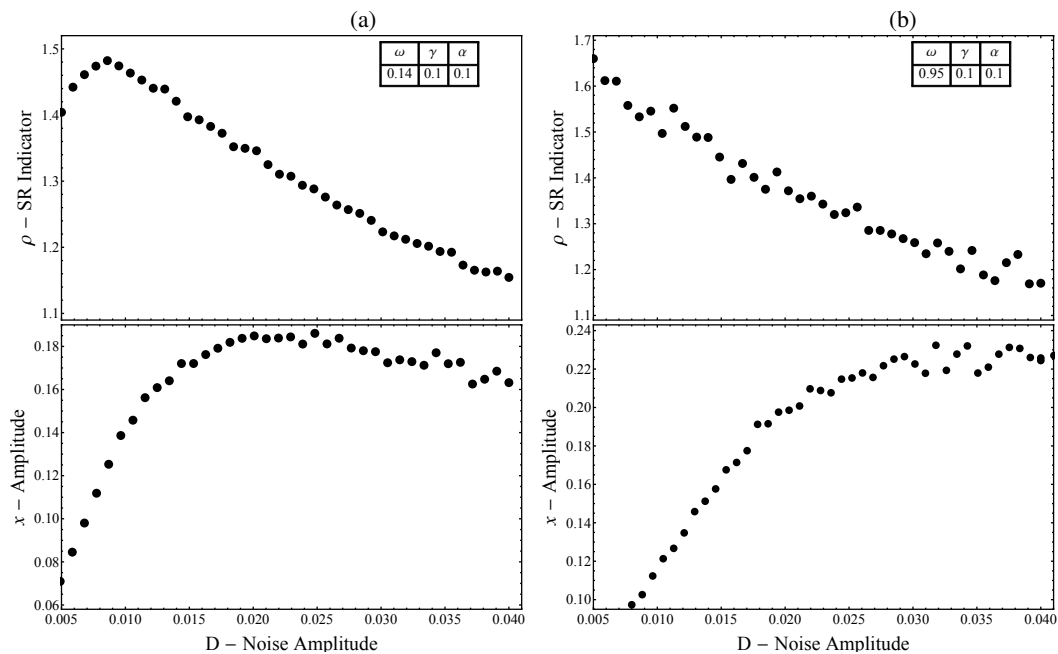 (a)
ω γ α
0.14 0.1 0.1
1.5
1.4
1.3
1.2
1.1
ρ – SR Indicator
0.18
0.16
0.14
0.12
0.10
0.08
0.06
x – Amplitude
0.005 0.010 0.015 0.020 0.025 0.030 0.035 0.040
D – Noise Amplitude
(b)
ω γ α
0.95 0.1 0.1
1.7
1.6
1.5
1.4
1.3
1.2
1.1
ρ – SR Indicator
0.24
0.22
0.20
0.18
0.16
0.14
0.12
0.10
x – Amplitude
0.005 0.010 0.015 0.020 0.025 0.030 0.035 0.040
D – Noise Amplitude